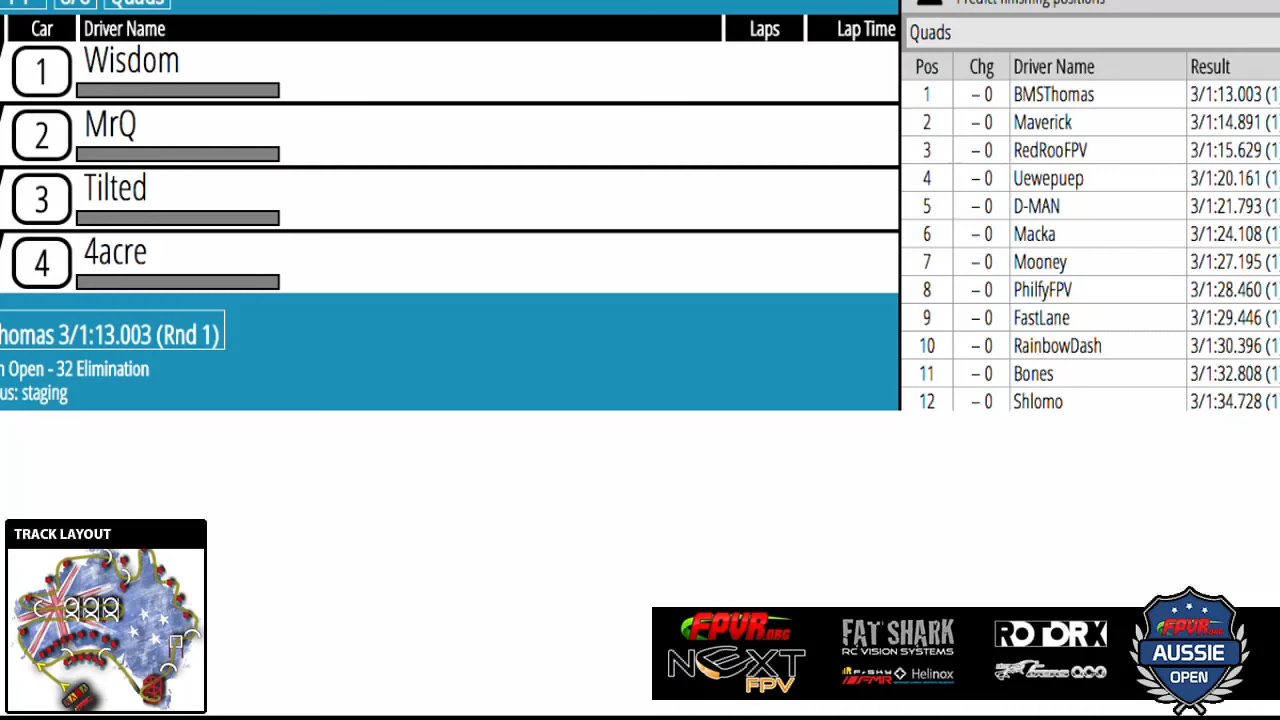 Quads
Car Driver Name Laps Lap Time
1 Wisdom
2 MrQ
3 Tilted
4 4acre
homas 3/1:13.003 (Rnd 1)
Open - 32 Elimination
us: staging
Predict finishing positions
Quads
Pos Chg Driver Name Result
1 – 0 BMSThomas 3/1:13.003 (1
2 – 0 Maverick 3/1:14.891 (1
3 – 0 RedRooFPV 3/1:15.629 (1
4 – 0 Uewepuep 3/1:20.161 (1
5 – 0 D-MAN 3/1:21.793 (1
6 – 0 Macka 3/1:24.108 (1
7 – 0 Mooney 3/1:27.195 (1
8 – 0 PhilfyFPV 3/1:28.460 (1
9 – 0 FastLane 3/1:29.446 (1
10 – 0 RainbowDash 3/1:30.396 (1
11 – 0 Bones 3/1:32.808 (1
12 – 0 Shlomo 3/1:34.728 (1
TRACK LAYOUT
FPVR.ORG
NEXT
FPV
FAT SHARK
RC VISION SYSTEMS
FMR Helinox
ROTORX
FPVR.ORG
AUSSIE
OPEN